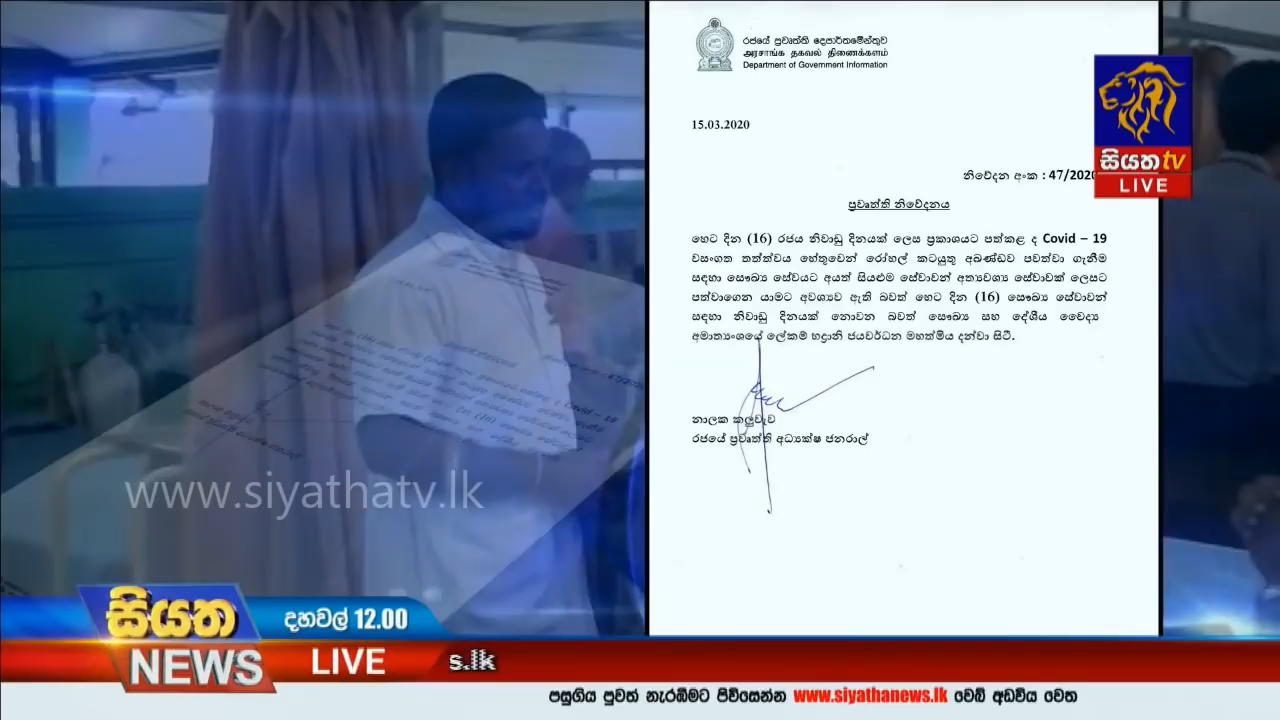 රජයේ ප්‍රවෘත්ති දෙපාර්තමේන්තුව
அரசாங்க தகவல் திணைக்களம்
Department of Government Information
15.03.2020
සියත tv
LIVE
නිවේදන අංක : 47/2020
ප්‍රවෘත්ති නිවේදනය
හෙට දින (16) රජය නිවාඩු දිනයක් ලෙස ප්‍රකාශයට පත්කළ ද Covid – 19
වසංගත තත්ත්වය හේතුවෙන් රෝහල් කටයුතු අඛණ්ඩව පවත්වා ගැනීම
සඳහා සෞඛ්‍ය සේවයට අයත් සියළුම සේවාවන් අත්‍යවශ්‍ය සේවාවක් ලෙසට
පත්වාගෙන යාමට අවශ්‍යව ඇති බවත් හෙට දින (16) සෞඛ්‍ය සේවාවන්
සඳහා නිවාඩු දිනයක් නොවන බවත් සෞඛ්‍ය සහ දේශීය වෛද්‍ය
අමාත්‍යංශයේ ලේකම් භද්‍රානි ජයවර්ධන මහත්මිය දන්වා සිටී.
නාලක කලුවැව
රජයේ ප්‍රවෘත්ති අධ්‍යක්ෂ ජනරාල්
www.siyathatv.lk
සියත
NEWS
දහවල් 12.00
LIVE
s.lk
පසුගිය පුවත් නැරඹීමට පිවිසෙන්න www.siyathanews.lk වෙබ් අඩවිය වෙත